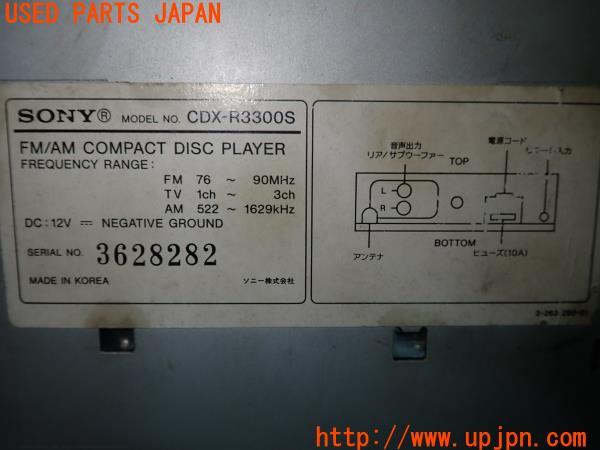 USED PARTS JAPAN
SONY® MODEL NO. CDX-R3300S
FM/AM COMPACT DISC PLAYER
FREQUENCY RANGE:
FM 76 ~ 90MHz
TV 1ch ~ 3ch
AM 522 ~ 1629kHz
DC: 12V NEGATIVE GROUND
SERIAL NO. 3628282
MADE IN KOREA ソニー株式会社
音声出力
リア/サブウーファー
TOP
電源コード
入力
L
R
BOTTOM
アンテナ
ヒューズ(10A)
UPJ
www.upjpn.com